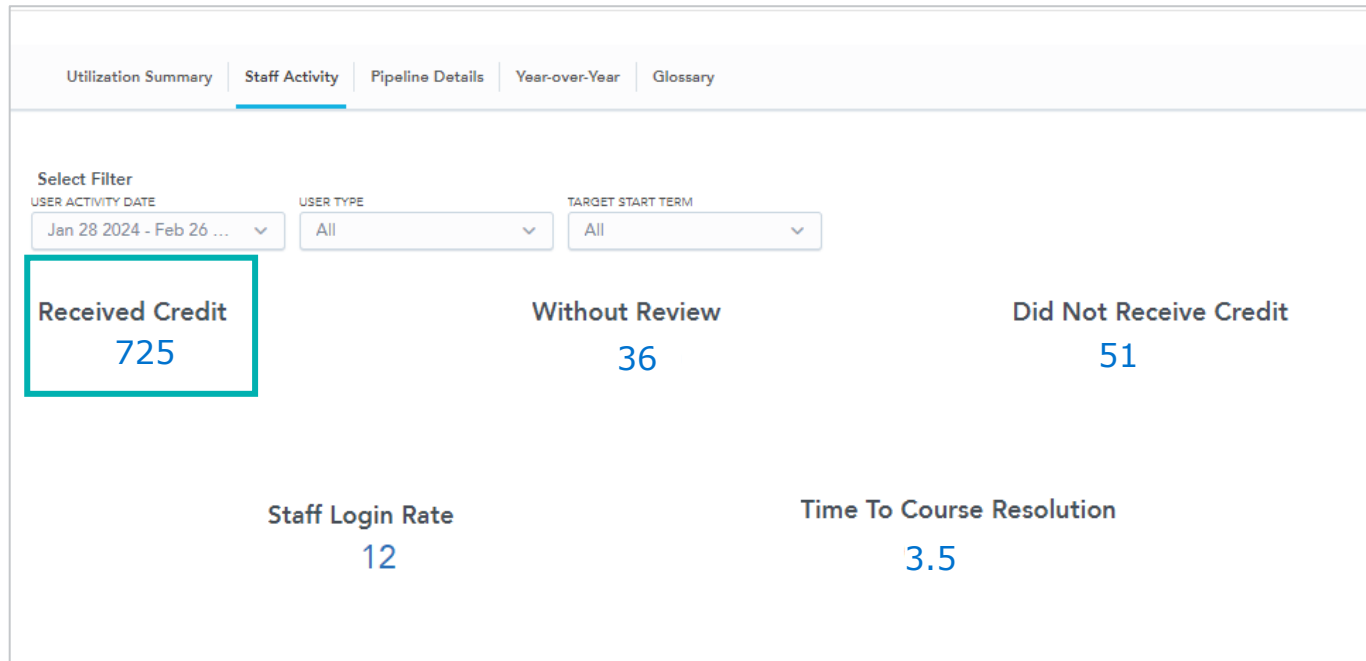 Utilization Summary Staff Activity Pipeline Details Year-over-Year Glossary
Select Filter
USER ACTIVITY DATE USER TYPE TARGET START TERM
Jan 28 2024 - Feb 26 ... All All
Received Credit Without Review Did Not Receive Credit
725 36 51
Staff Login Rate Time To Course Resolution
12 3.5